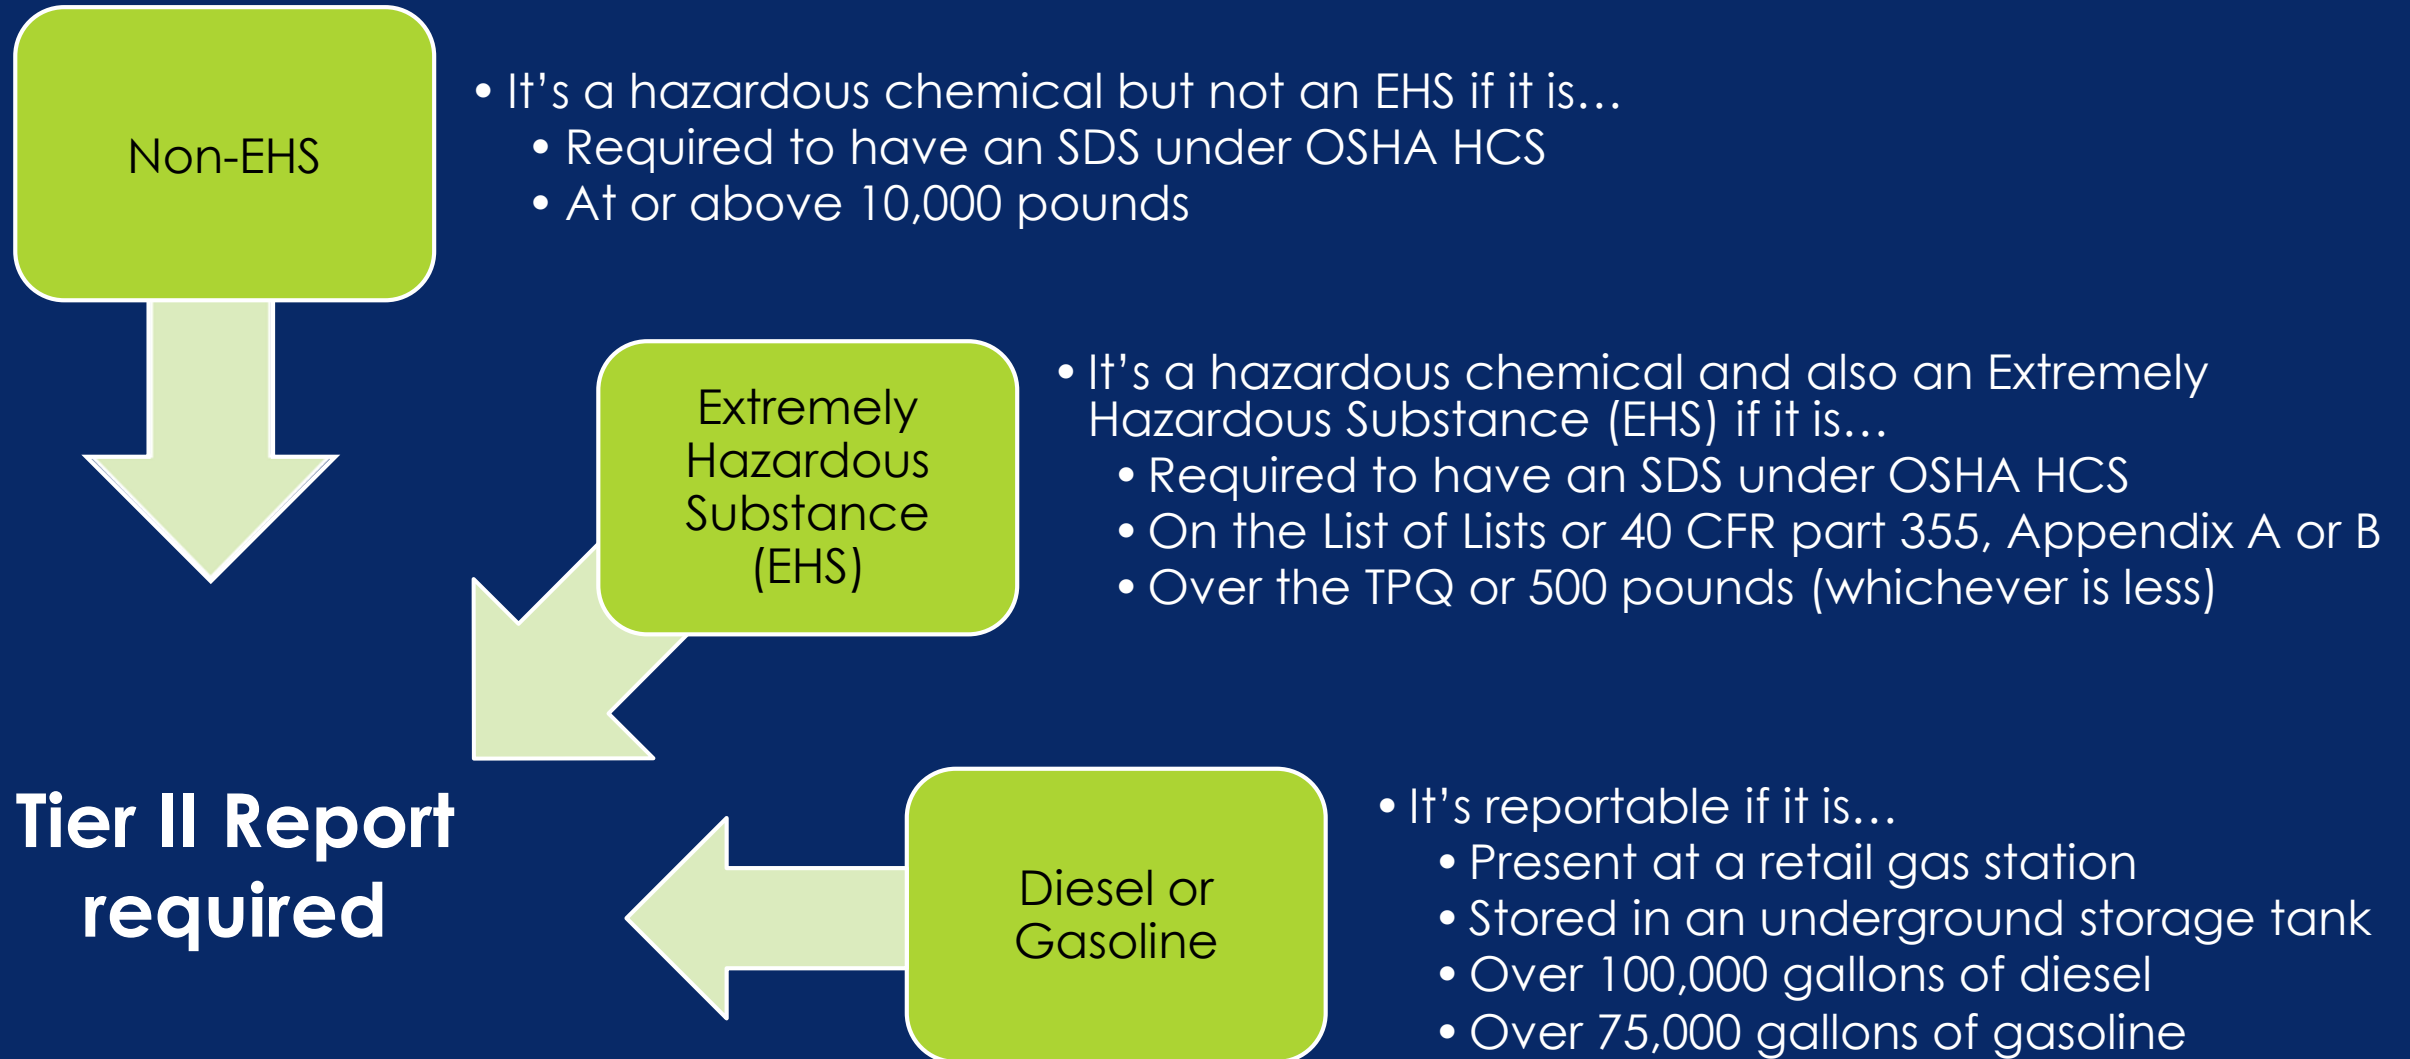 Non-EHS
• It’s a hazardous chemical but not an EHS if it is…
• Required to have an SDS under OSHA HCS
• At or above 10,000 pounds
Extremely
Hazardous
Substance
(EHS)
• It’s a hazardous chemical and also an Extremely
Hazardous Substance (EHS) if it is…
• Required to have an SDS under OSHA HCS
• On the List of Lists or 40 CFR part 355, Appendix A or B
• Over the TPQ or 500 pounds (whichever is less)
Tier II Report
required
Diesel or
Gasoline
• It’s reportable if it is…
• Present at a retail gas station
• Stored in an underground storage tank
• Over 100,000 gallons of diesel
• Over 75,000 gallons of gasoline